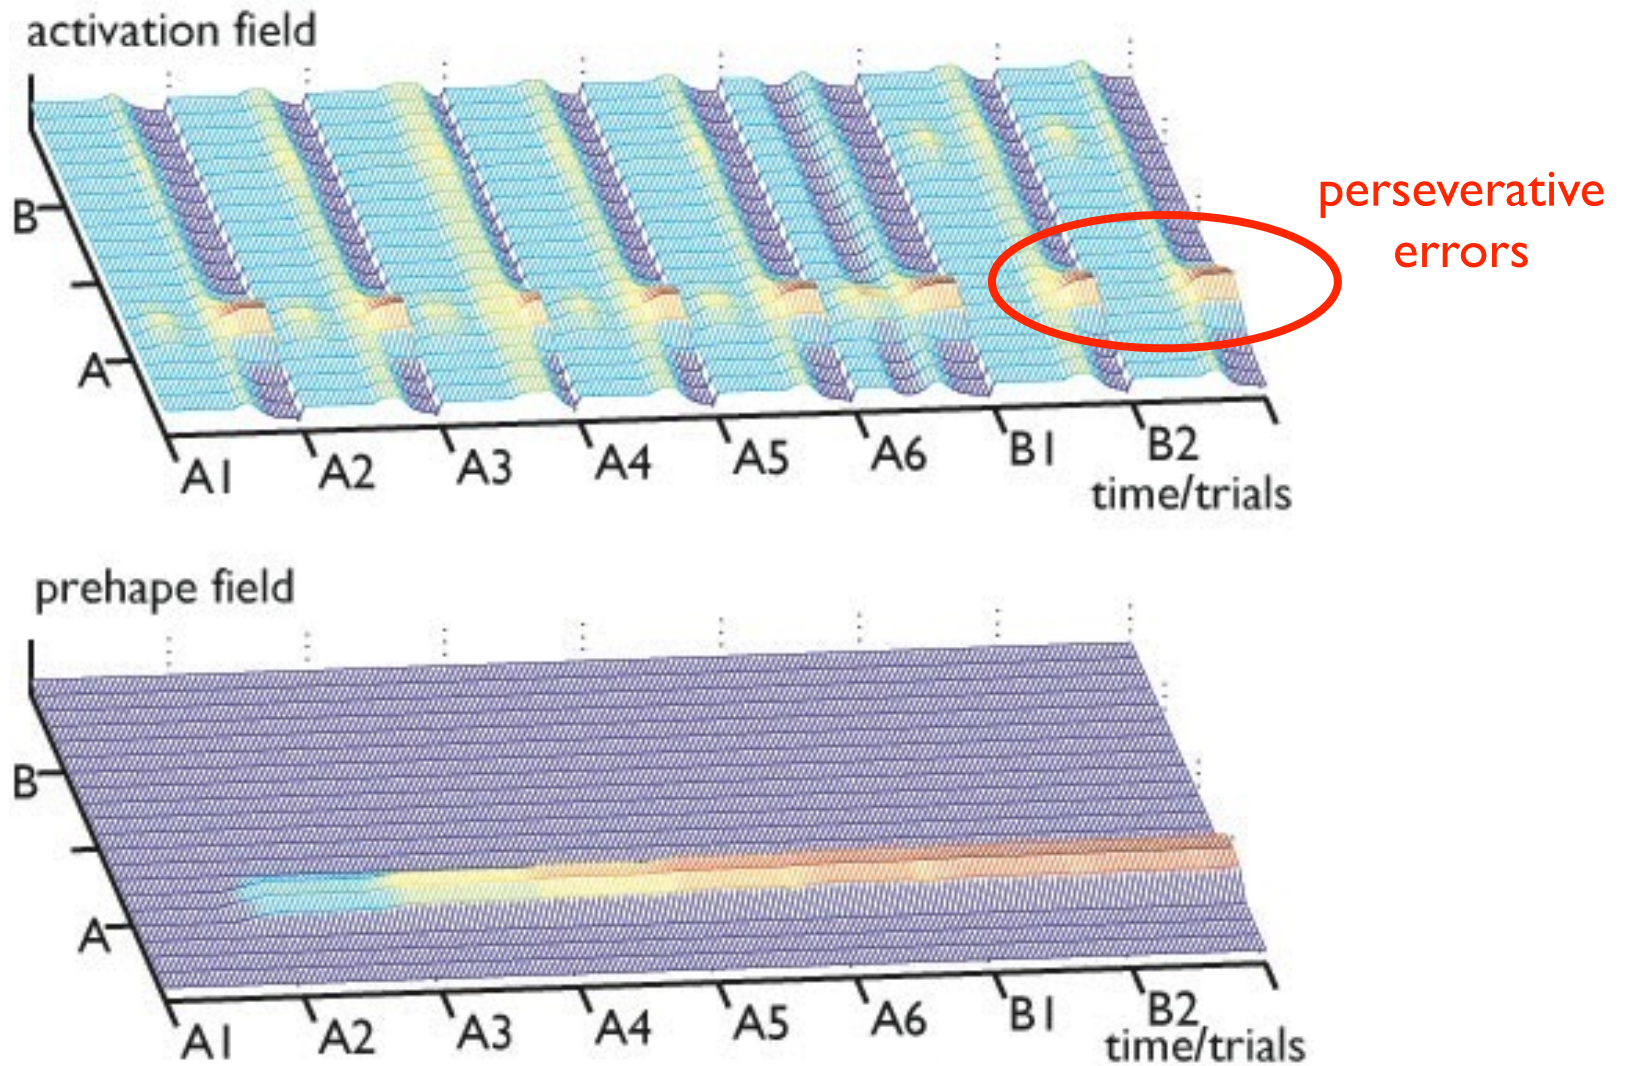 activation field
B
A
A1 A2 A3 A4 A5 A6 B1 B2
time/trials
perseverative
errors
prehape field
B
A
A1 A2 A3 A4 A5 A6 B1 B2
time/trials